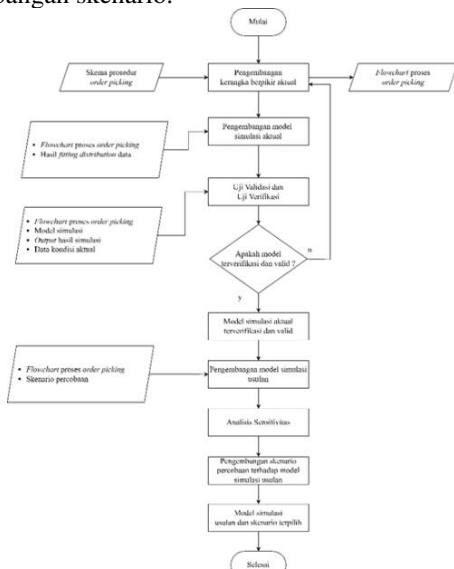 bangan skenario.
Mulai
Skema prosedur
order picking
Pengembangan
kerangka berpikir aktual
Flowchart proses
order picking
Pengembangan model
simulasi aktual
• Flowchart proses order picking
• Hasil fitting distribution data
Uji Validasi dan
Uji Verifikasi
• Flowchart proses order picking
• Model simulasi
• Output hasil simulasi
• Data kondisi aktual
Apakah model
terverifikasi dan valid ?
n
y
Model simulasi aktual
terverifikasi dan valid
• Flowchart proses order picking
• Skenario percobaan
Pengembangan model simulasi
usulan
Analisis Sensitivitas
Pengembangan skenario
percobaan terhadap model
simulasi usulan
Model simulasi
usulan dan skenario terpilih
Selesai